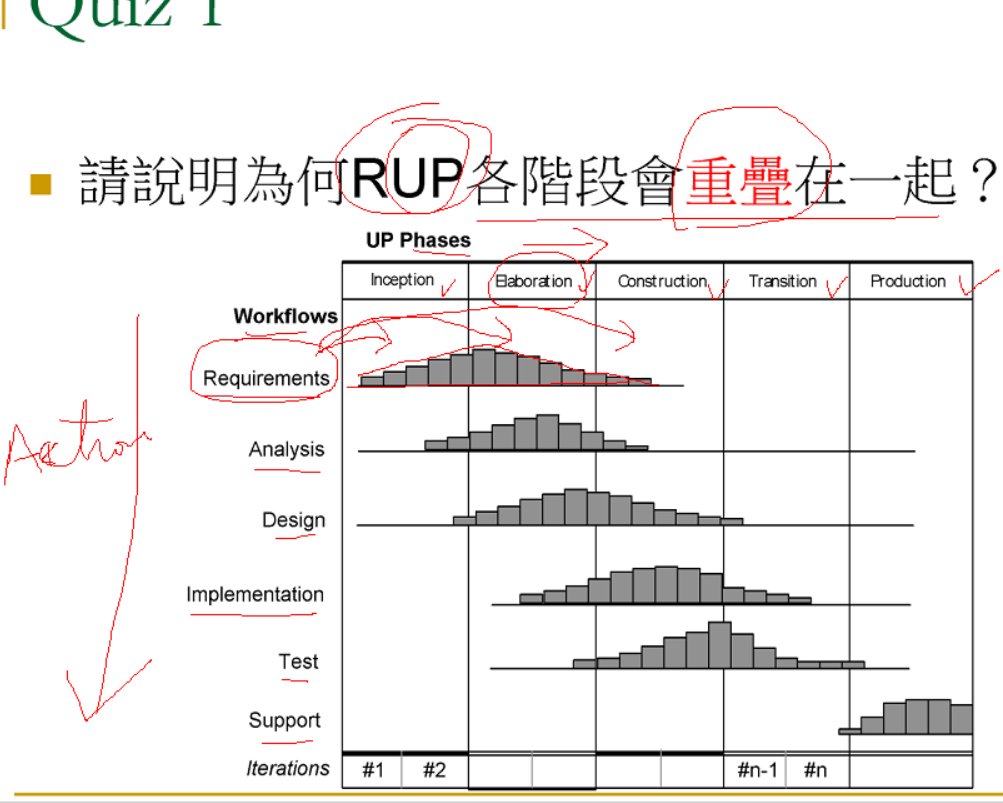 Quiz 1
請說明為何RUP各階段會重疊在一起？
UP Phases
Inception Elaboration Construction Transition Production
Workflows
Requirements
Action
Analysis
Design
Implementation
Test
Support
Iterations #1 #2 #n-1 #n